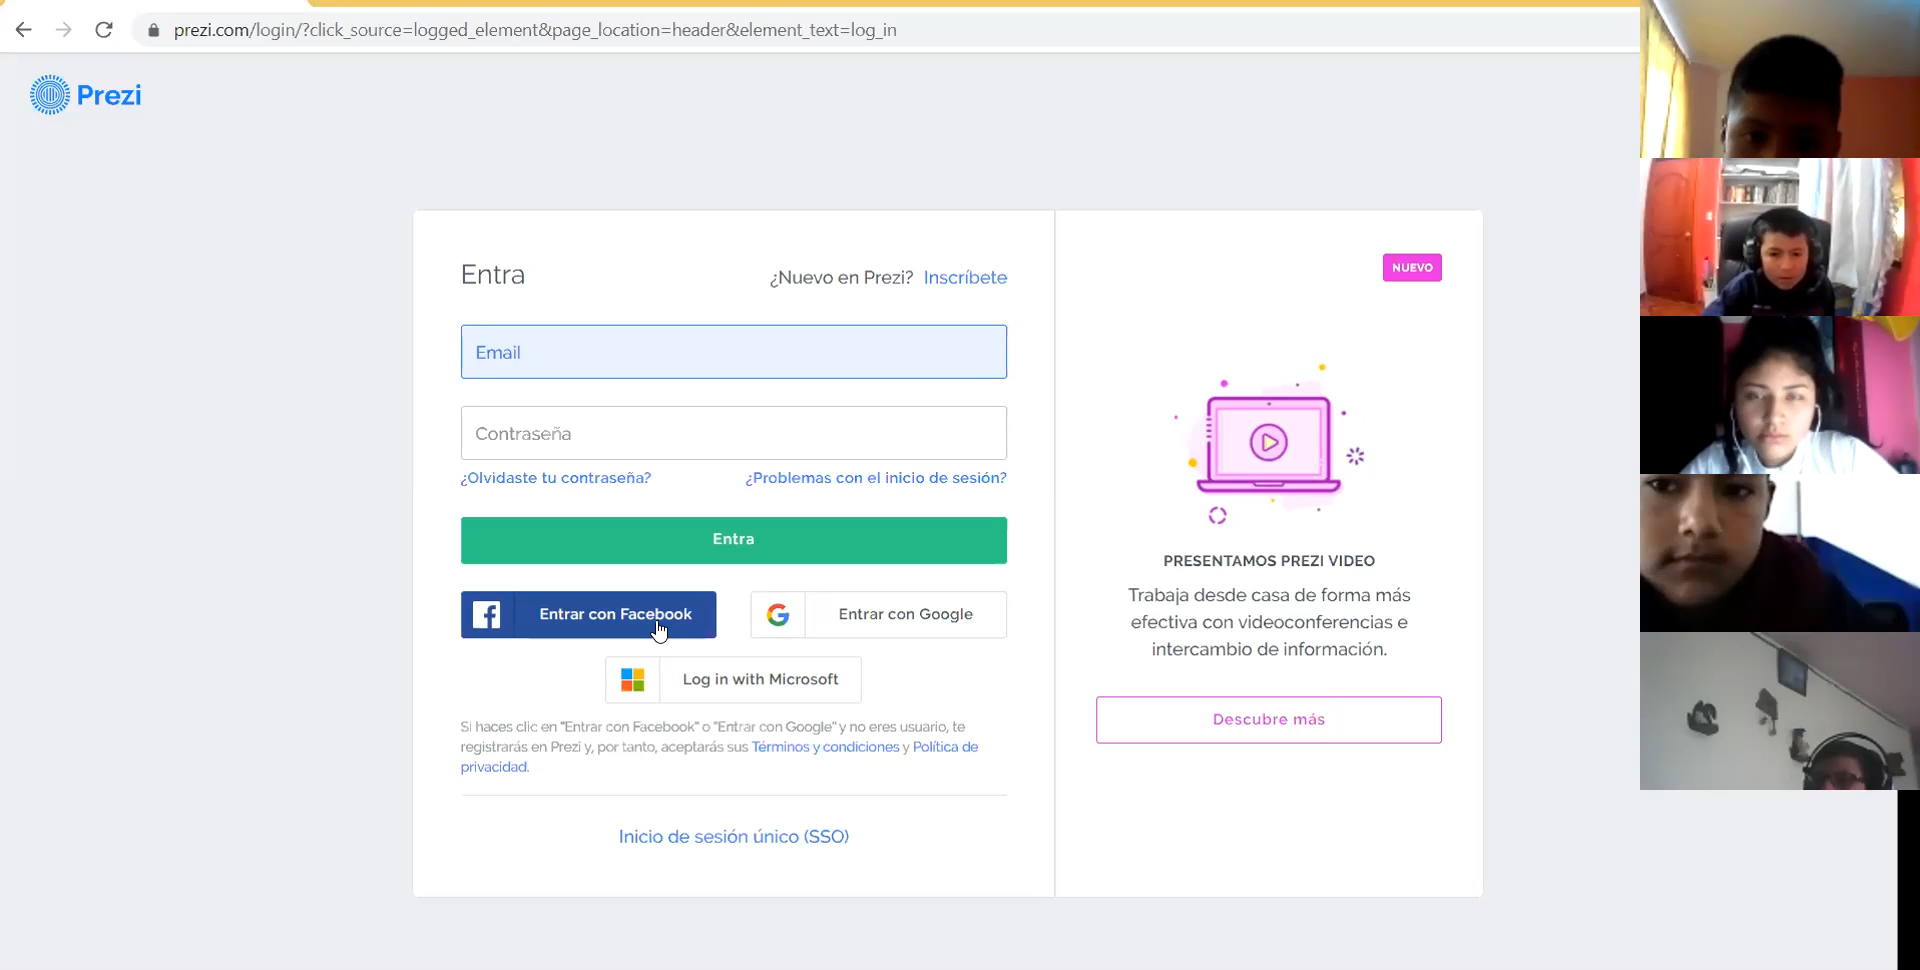 prezi.com/login/?click_source=logged_element&page_location=header&element_text=log_in
Prezi
Entra
¿Nuevo en Prezi? Inscríbete
Email
Contraseña
¿Olvidaste tu contraseña?
¿Problemas con el inicio de sesión?
Entra
Entrar con Facebook
Entrar con Google
Log in with Microsoft
Si haces clic en "Entrar con Facebook" o "Entrar con Google" y no eres usuario, te
registrarás en Prezi y, por tanto, aceptarás sus Términos y condiciones y Política de
privacidad.
Inicio de sesión único (SSO)
NUEVO
PRESENTAMOS PREZI VIDEO
Trabaja desde casa de forma más
efectiva con videoconferencias e
intercambio de información.
Descubre más